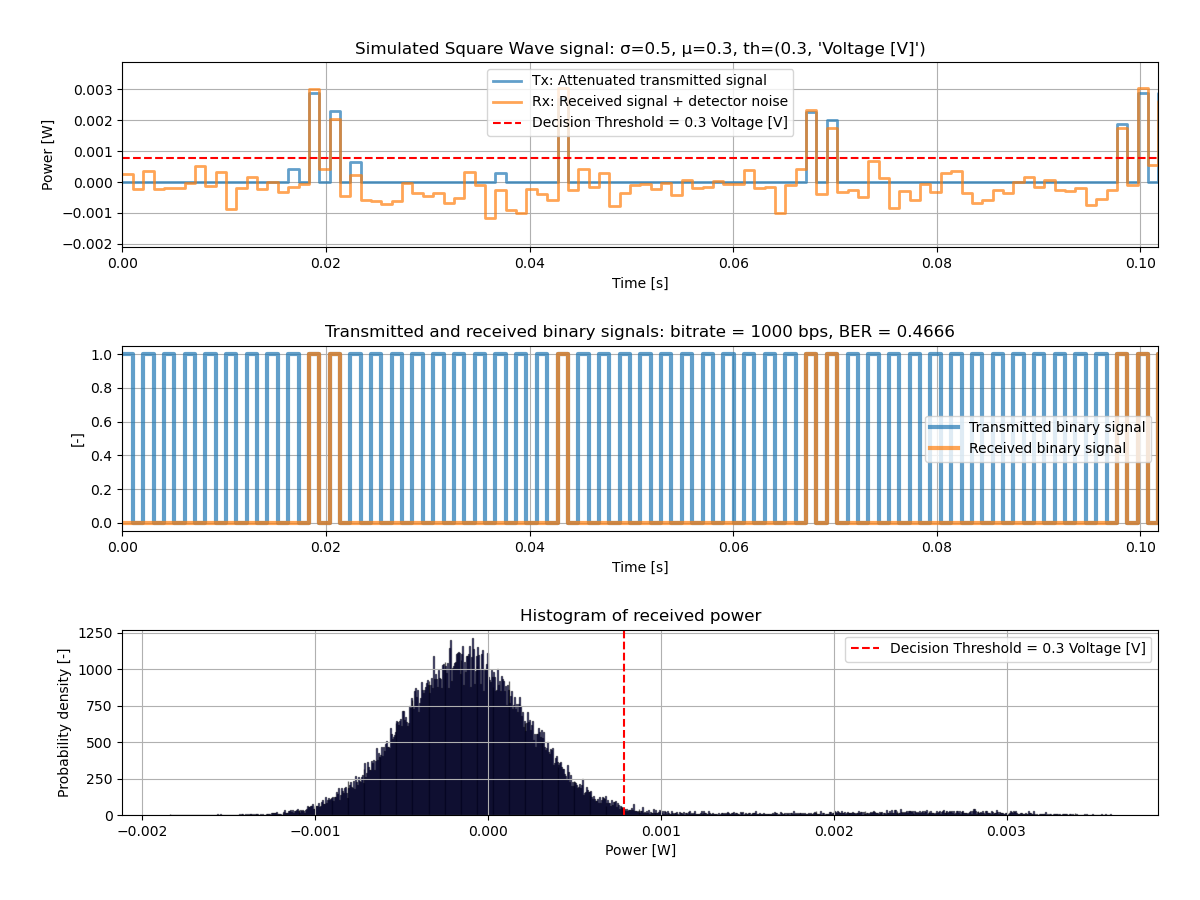 Simulated Square Wave signal: σ=0.5, μ=0.3, th=(0.3, 'Voltage [V]')
Tx: Attenuated transmitted signal
Rx: Received signal + detector noise
Decision Threshold = 0.3 Voltage [V]
Power [W]
0.003
0.002
0.001
0.000
−0.001
−0.002
0.00 0.02 0.04 0.06 0.08 0.10
Time [s]
Transmitted and received binary signals: bitrate = 1000 bps, BER = 0.4666
[-]
1.0
0.8
0.6
0.4
0.2
0.0
Transmitted binary signal
Received binary signal
0.00 0.02 0.04 0.06 0.08 0.10
Time [s]
Histogram of received power
Decision Threshold = 0.3 Voltage [V]
Probability density [-]
1250
1000
750
500
250
0
−0.002 −0.001 0.000 0.001 0.002 0.003
Power [W]